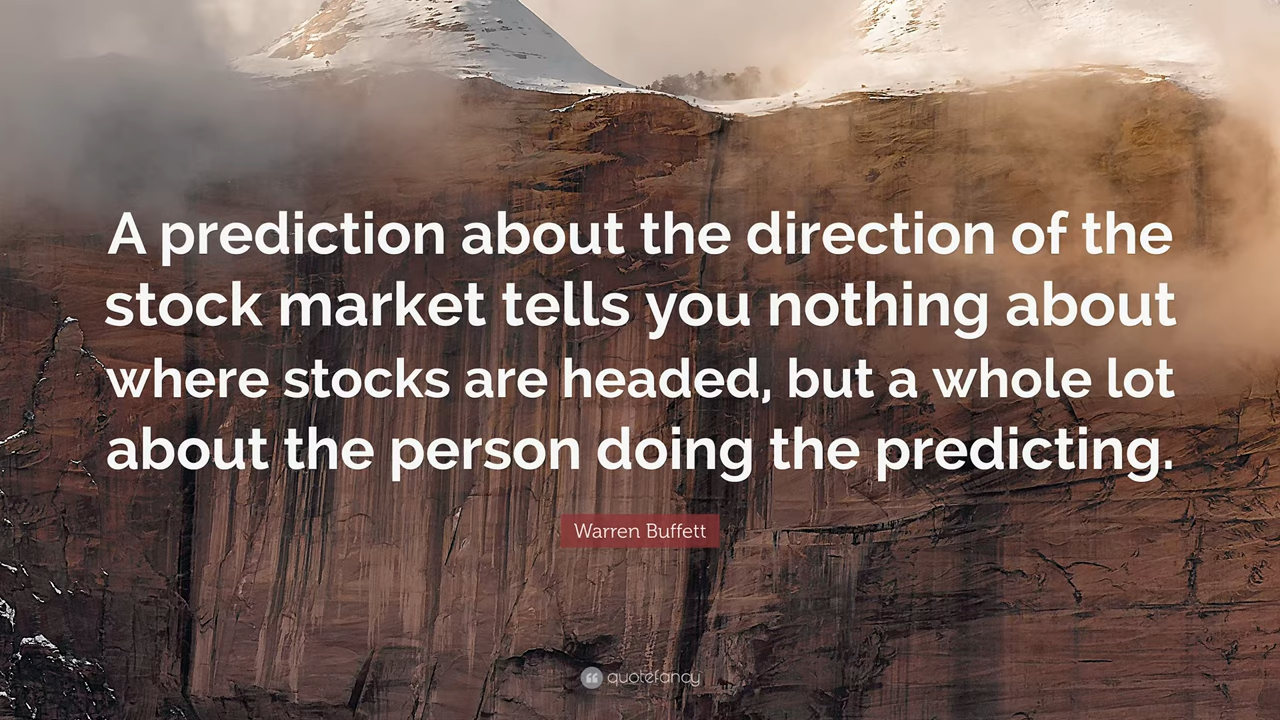 A prediction about the direction of the
stock market tells you nothing about
where stocks are headed, but a whole lot
about the person doing the predicting.
Warren Buffett
quotefancy